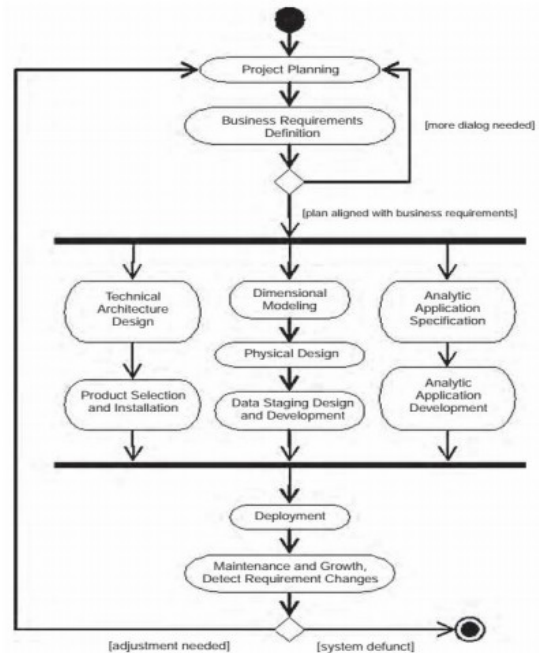 Project Planning
Business Requirements
Definition
[more dialog needed]
[plan aligned with business requirements]
Technical
Architecture
Design
Dimensional
Modeling
Analytic
Application
Specification
Physical Design
Product Selection
and Installation
Data Staging Design
and Development
Analytic
Application
Development
Deployment
Maintenance and Growth,
Detect Requirement Changes
[adjustment needed]
[system defunct]